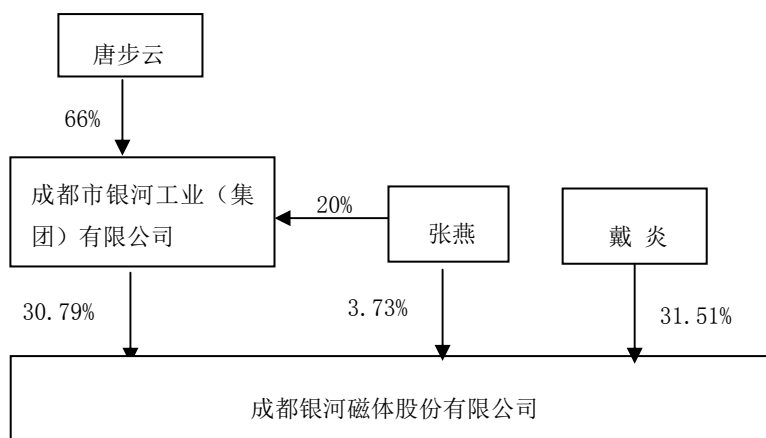 唐步云
66%
成都市银河工业（集
团）有限公司
20%
张燕
戴 炎
30.79%
3.73%
31.51%
成都银河磁体股份有限公司